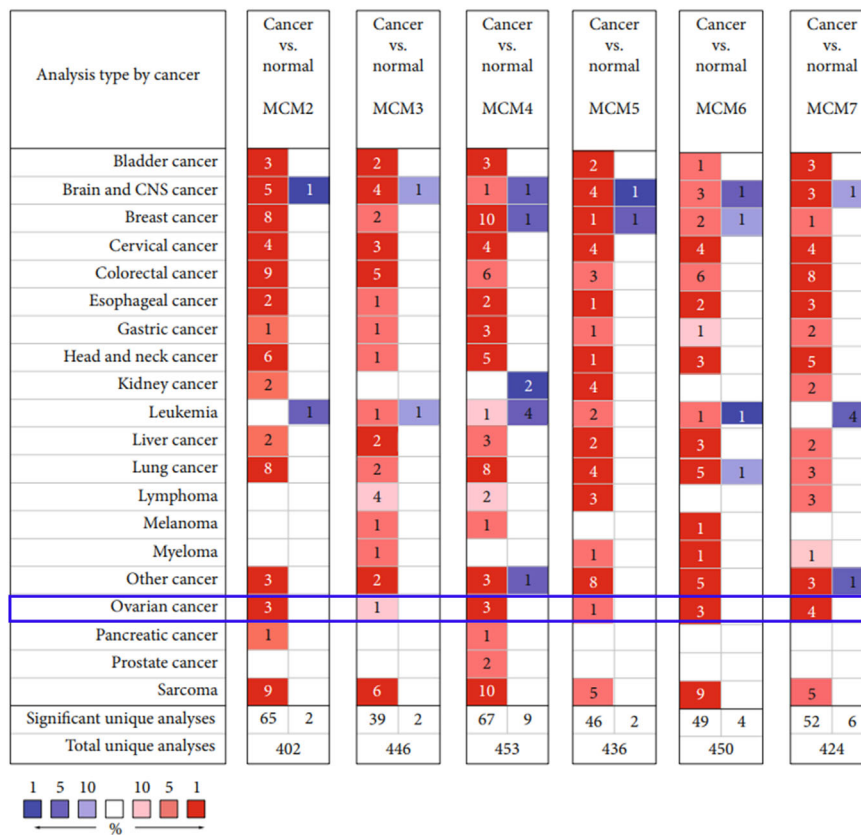 Analysis type by cancer
Cancer vs. normal MCM2
Cancer vs. normal MCM3
Cancer vs. normal MCM4
Cancer vs. normal MCM5
Cancer vs. normal MCM6
Cancer vs. normal MCM7
Bladder cancer 3 2 3 2 1 3
Brain and CNS cancer 5 1 4 1 1 1 4 1 3 1 3 1
Breast cancer 8 2 10 1 1 1 2 1 1
Cervical cancer 4 3 4 4 4 4
Colorectal cancer 9 5 6 3 6 8
Esophageal cancer 2 1 2 1 2 3
Gastric cancer 1 1 3 1 1 2
Head and neck cancer 6 1 5 1 3 5
Kidney cancer 2 2 4 2
Leukemia 1 1 1 1 4 2 1 1 4
Liver cancer 2 2 3 2 3 2
Lung cancer 8 2 8 4 5 1 3
Lymphoma 4 2 3 3
Melanoma 1 1 1
Myeloma 1 1 1 1
Other cancer 3 2 3 1 8 5 3 1
Ovarian cancer 3 1 3 1 3 4
Pancreatic cancer 1 1
Prostate cancer 2
Sarcoma 9 6 10 5 9 5
Significant unique analyses 65 2 39 2 67 9 46 2 49 4 52 6
Total unique analyses 402 446 453 436 450 424
1 5 10 10 5 1
%